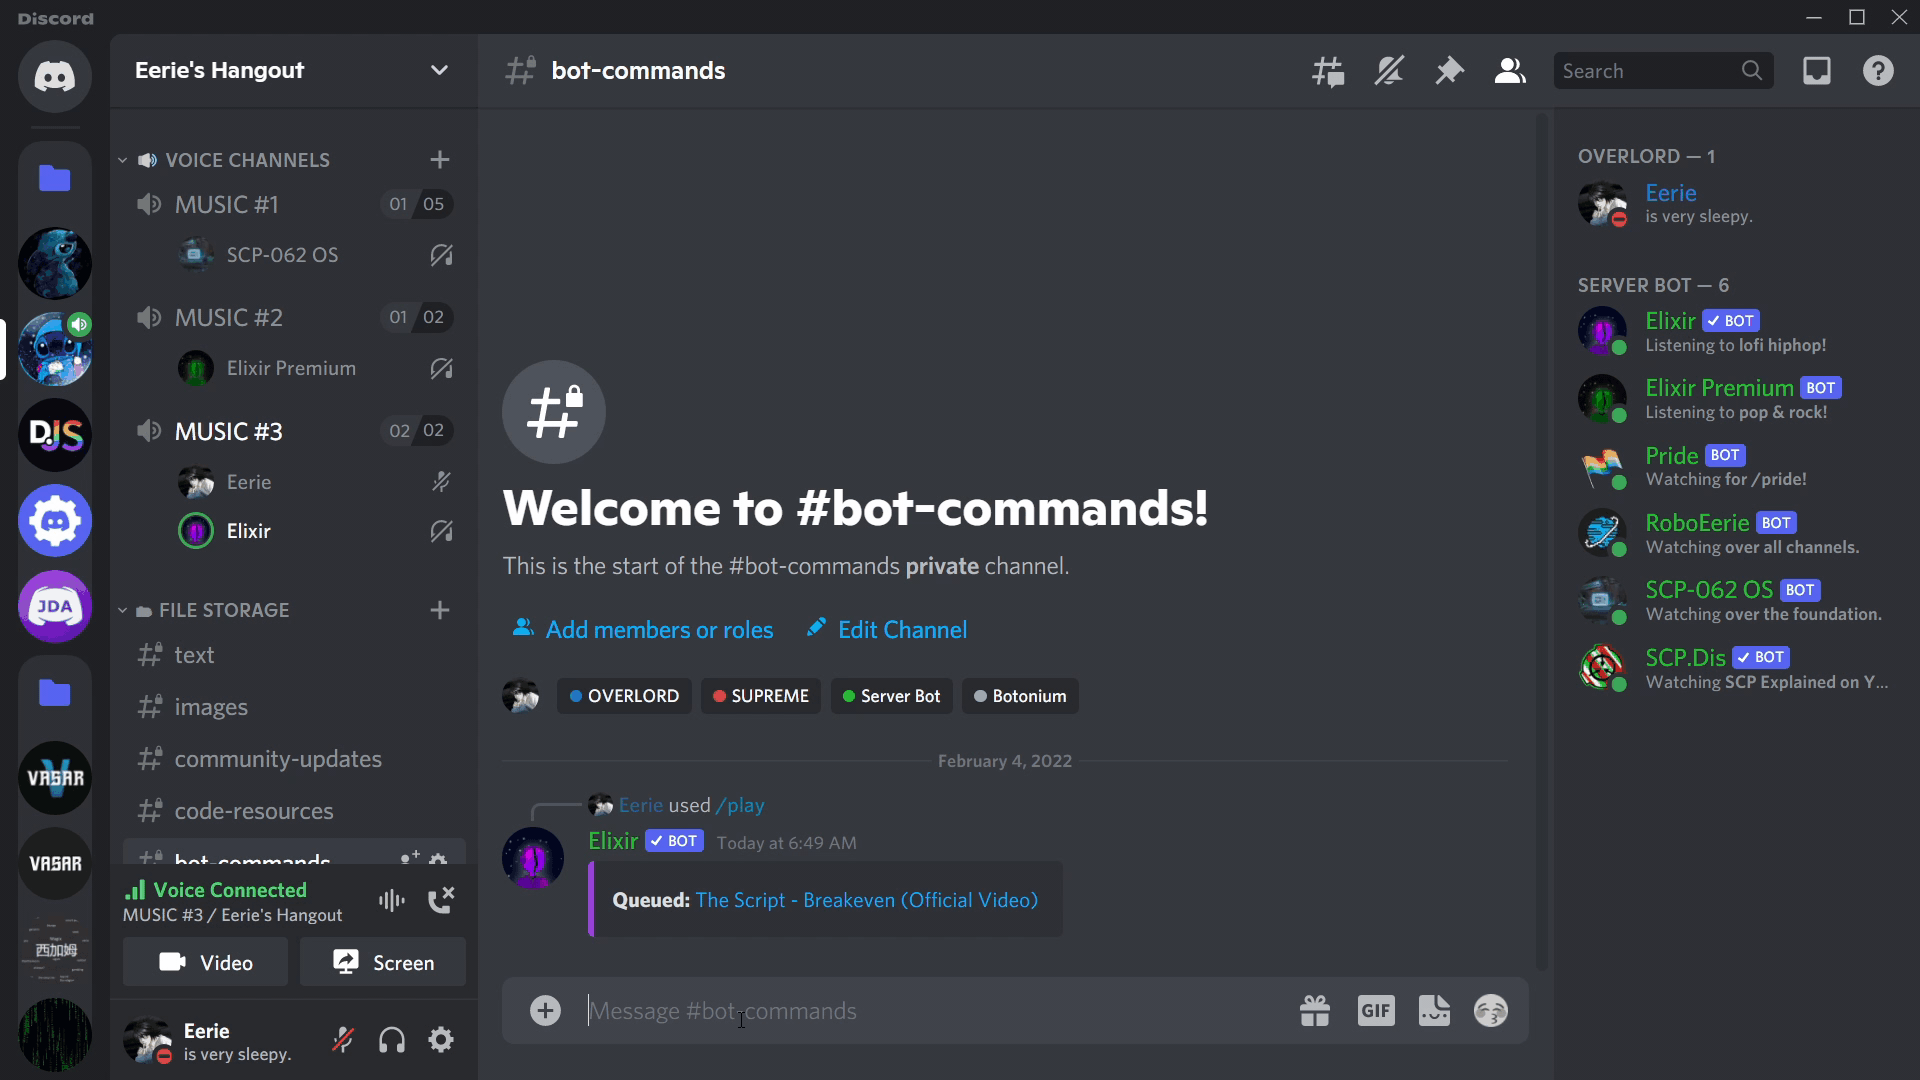 Discord
Eerie's Hangout
bot-commands
Search
VOICE CHANNELS
MUSIC #1
01 05
SCP-062 OS
MUSIC #2
01 02
Elixir Premium
MUSIC #3
02 02
Eerie
Elixir
FILE STORAGE
text
images
community-updates
code-resources
bot-commands
Voice Connected
MUSIC #3 / Eerie's Hangout
Video
Screen
Eerie
is very sleepy.
DJS
JDA
VASAR
VASAR
西加姆
Welcome to #bot-commands!
This is the start of the #bot-commands private channel.
Add members or roles
Edit Channel
OVERLORD
SUPREME
Server Bot
Botonium
February 4, 2022
Eerie used /play
Elixir BOT Today at 6:49 AM
Queued: The Script - Breakeven (Official Video)
Message #bot-commands
GIF
OVERLORD — 1
Eerie
is very sleepy.
SERVER BOT — 6
Elixir BOT
Listening to lofi hiphop!
Elixir Premium BOT
Listening to pop & rock!
Pride BOT
Watching for /pride!
RoboEerie BOT
Watching over all channels.
SCP-062 OS BOT
Watching over the foundation.
SCP.Dis BOT
Watching SCP Explained on Y...